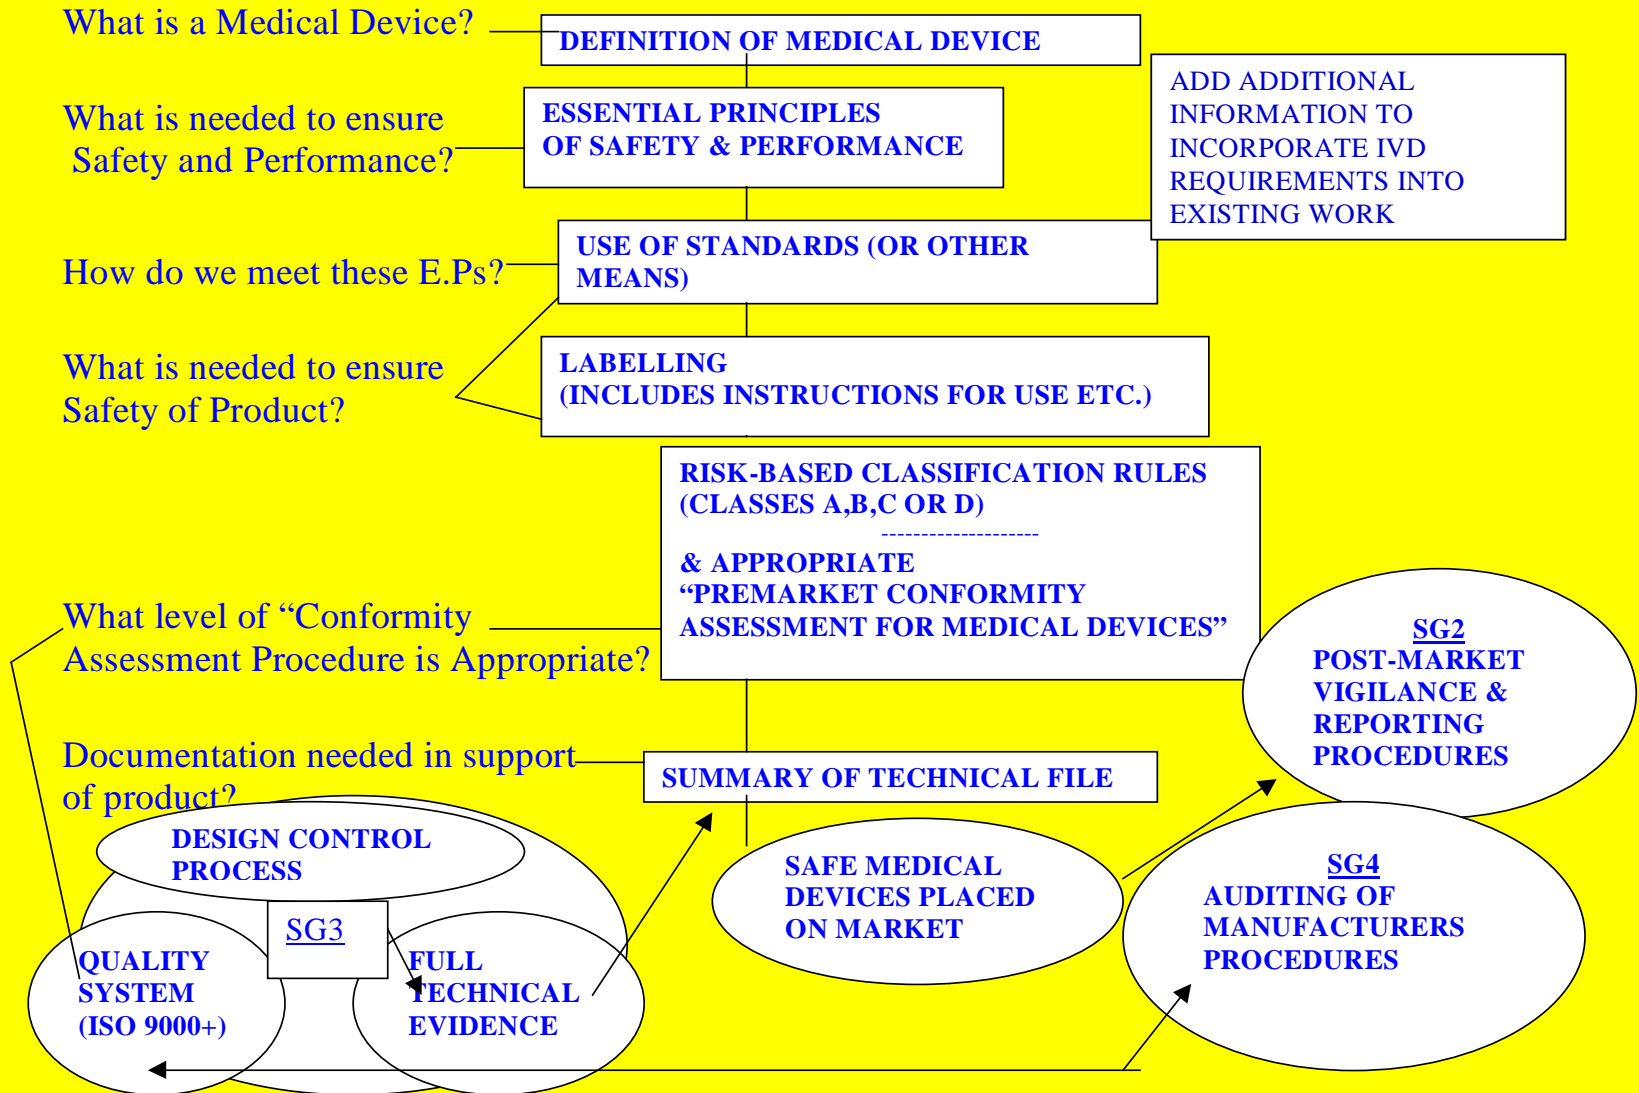 What is a Medical Device?
DEFINITION OF MEDICAL DEVICE
ADD ADDITIONAL
INFORMATION TO
INCORPORATE IVD
REQUIREMENTS INTO
EXISTING WORK
What is needed to ensure
Safety and Performance?
ESSENTIAL PRINCIPLES
OF SAFETY & PERFORMANCE
How do we meet these E.Ps?
USE OF STANDARDS (OR OTHER
MEANS)
What is needed to ensure
Safety of Product?
LABELLING
(INCLUDES INSTRUCTIONS FOR USE ETC.)
RISK-BASED CLASSIFICATION RULES
(CLASSES A,B,C OR D)
---------------------
& APPROPRIATE
“PREMARKET CONFORMITY
ASSESSMENT FOR MEDICAL DEVICES”
What level of “Conformity
Assessment Procedure is Appropriate?
SG2
POST-MARKET
VIGILANCE &
REPORTING
PROCEDURES
Documentation needed in support
of product?
SUMMARY OF TECHNICAL FILE
DESIGN CONTROL
PROCESS
SG3
QUALITY
SYSTEM
(ISO 9000+)
FULL
TECHNICAL
EVIDENCE
SAFE MEDICAL
DEVICES PLACED
ON MARKET
SG4
AUDITING OF
MANUFACTURERS
PROCEDURES